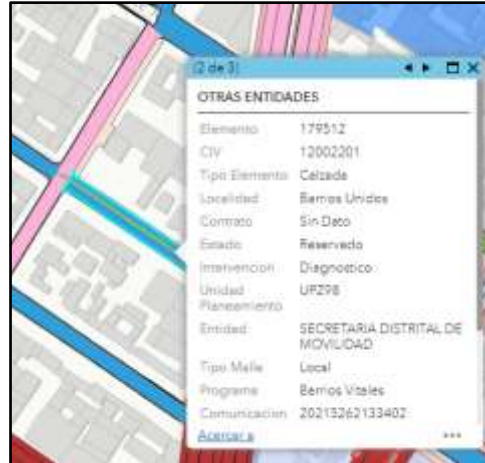 (2 de 3)
OTRAS ENTIDADES
Elemento 179512
CIV 12002201
Tipo Elemento Calzada
Localidad Barrios Unidos
Contrato Sin Dato
Estado Reservado
Intervencion Diagnostico
Unidad Planeamiento UPZ98
Entidad SECRETARIA DISTRITAL DE MOVILIDAD
Tipo Malla Local
Programa Barrios Vitales
Comunicacion 20215262133402
Acercar a